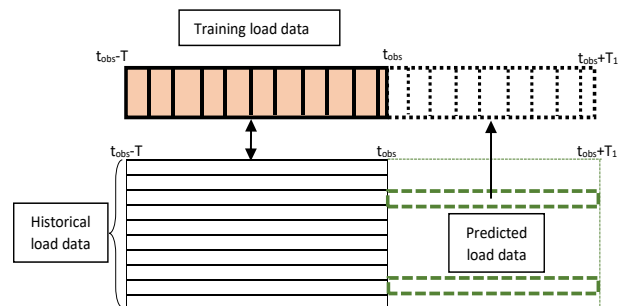 Training load data
tobs-T
tobs
tobs+T1
tobs-T
tobs
tobs+T1
Historical
load data
Predicted
load data